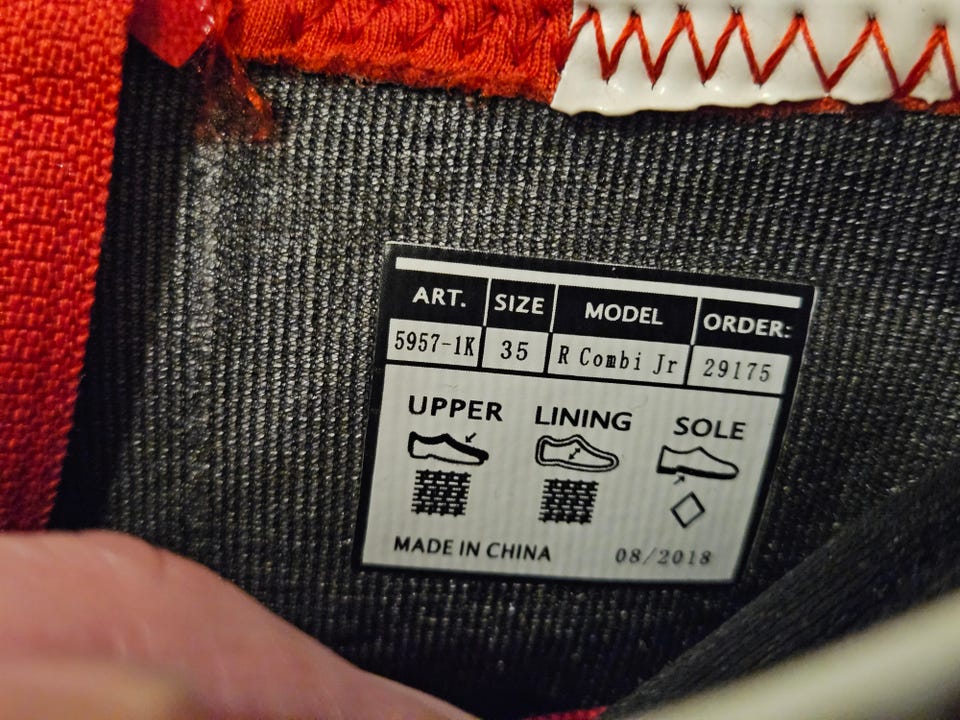 ART. SIZE MODEL ORDER:
5957-1K 35 R Combi Jr 29175
UPPER LINING SOLE
MADE IN CHINA 08/2018